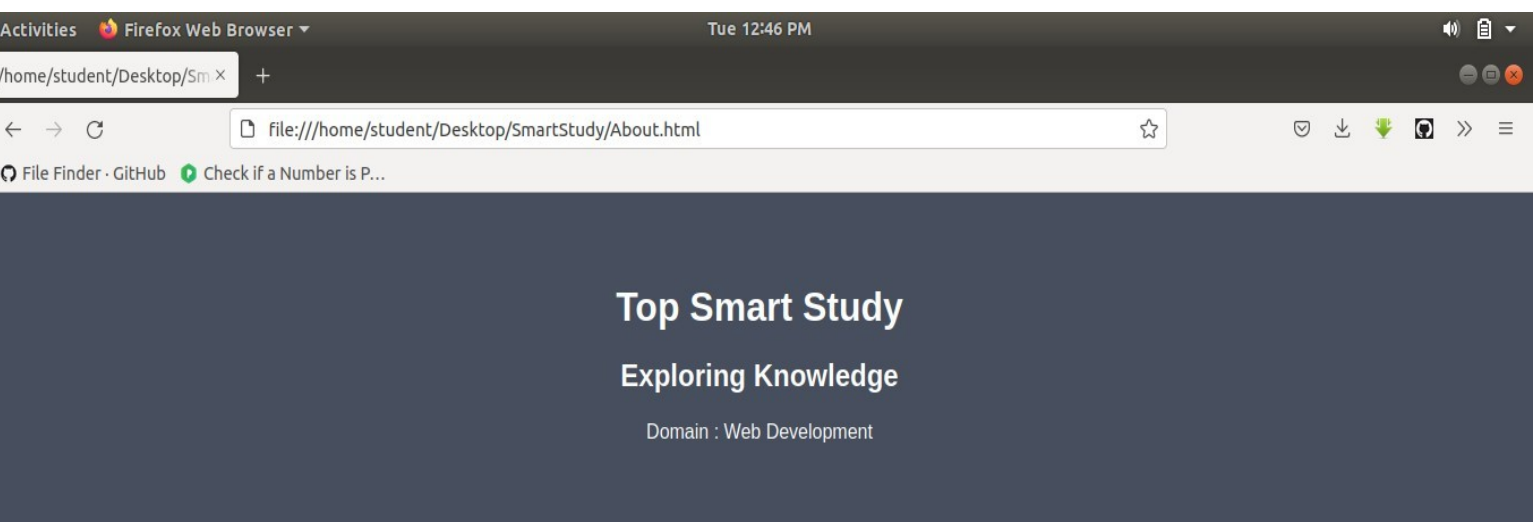 Activities Firefox Web Browser Tue 12:46 PM
/home/student/Desktop/Sm
file:///home/student/Desktop/SmartStudy/About.html
File Finder · GitHub Check if a Number is P...
Top Smart Study
Exploring Knowledge
Domain : Web Development